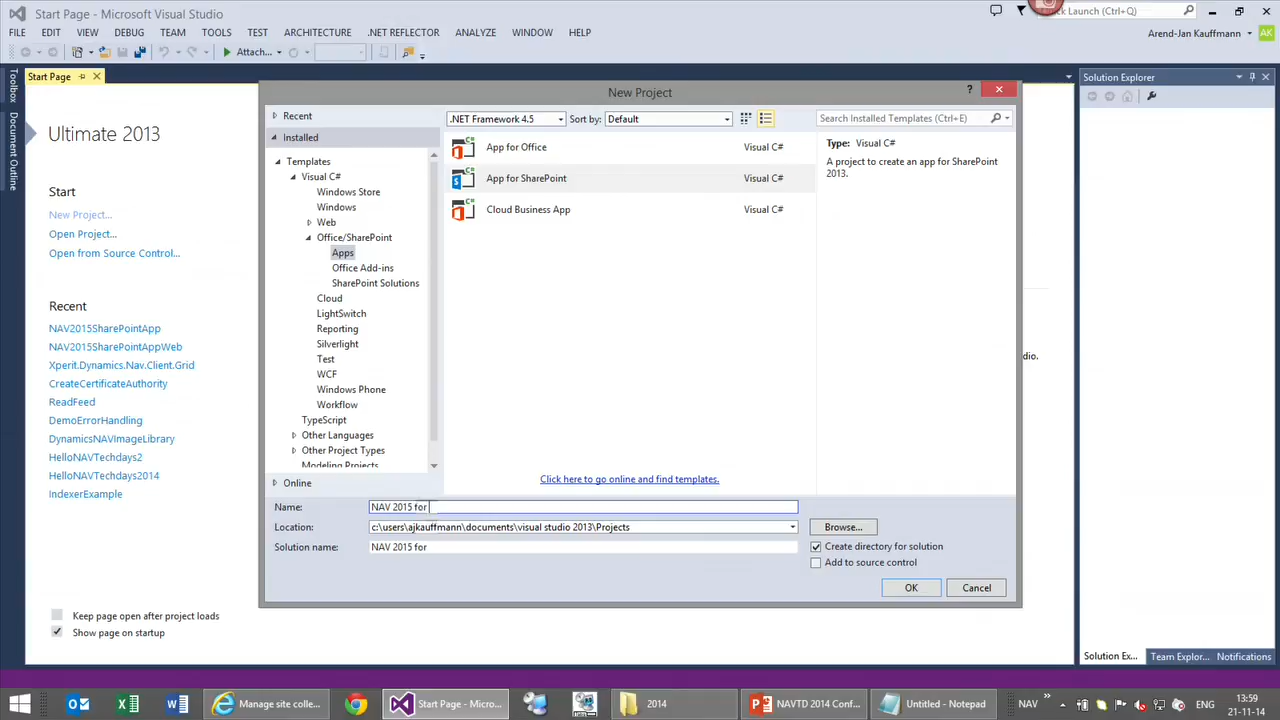 Start Page - Microsoft Visual Studio
Launch (Ctrl+Q)
FILE EDIT VIEW DEBUG TEAM TOOLS TEST ARCHITECTURE .NET REFLECTOR ANALYZE WINDOW HELP
Arend-Jan Kauffmann
AK
Attach...
Toolbox
Document Outline
Start Page
Ultimate 2013
Start
New Project...
Open Project...
Open from Source Control...
Recent
NAV2015SharePointApp
NAV2015SharePointAppWeb
Xperit.Dynamics.Nav.Client.Grid
CreateCertificateAuthority
ReadFeed
DemoErrorHandling
DynamicsNAVImageLibrary
HelloNAVTechdays2
HelloNAVTechdays2014
IndexerExample
Keep page open after project loads
Show page on startup
New Project
?
Recent
Installed
Templates
Visual C#
Windows Store
Windows
Web
Office/SharePoint
Apps
Office Add-ins
SharePoint Solutions
Cloud
LightSwitch
Reporting
Silverlight
Test
WCF
Windows Phone
Workflow
TypeScript
Other Languages
Other Project Types
Modeling Projects
Online
.NET Framework 4.5 Sort by: Default
Search Installed Templates (Ctrl+E)
App for Office Visual C#
App for SharePoint Visual C#
Cloud Business App Visual C#
Type: Visual C#
A project to create an app for SharePoint
2013.
Click here to go online and find templates.
Name: NAV 2015 for
Location: c:\users\ajkauffmann\documents\visual studio 2013\Projects Browse...
Solution name: NAV 2015 for
Create directory for solution
Add to source control
OK Cancel
do.
Solution Explorer
Solution Ex... Team Explor... Notifications
Manage site colle...
Start Page - Micro...
2014
NAVTD 2014 Conf...
Untitled - Notepad
NAV
13:59
21-11-14